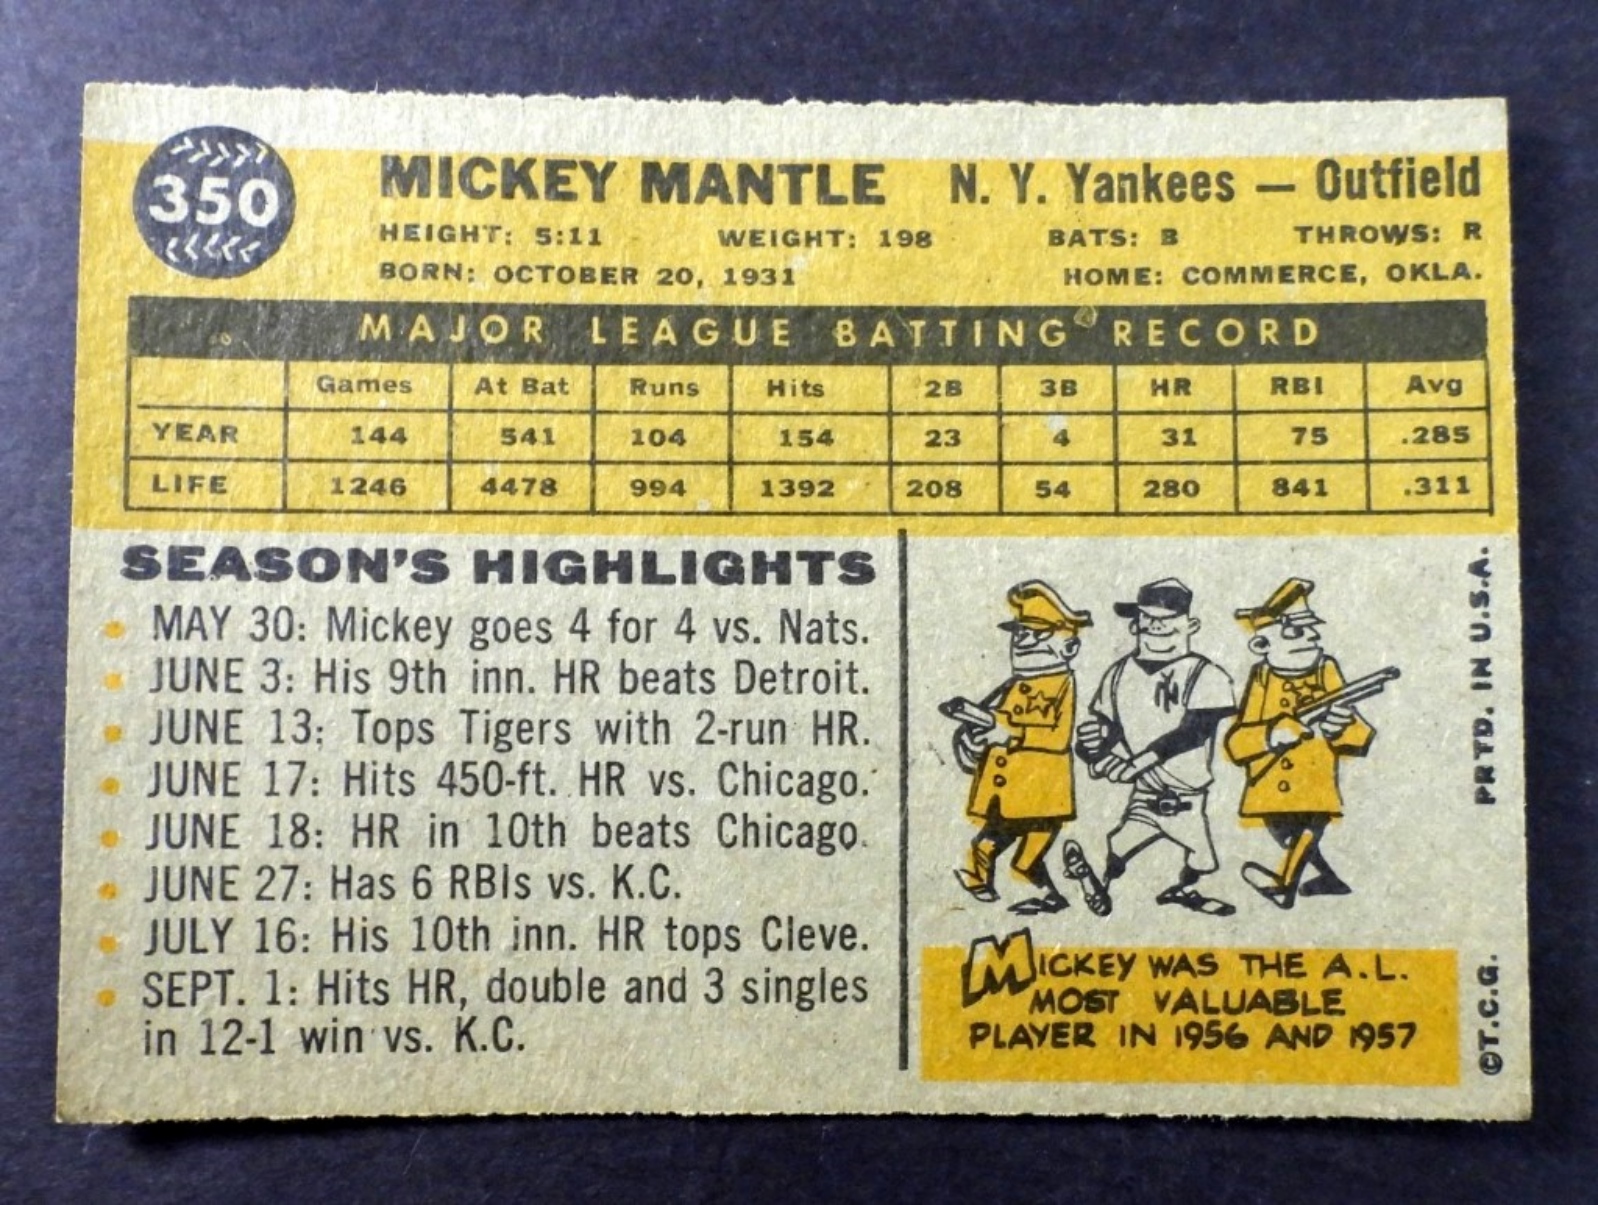 350
MICKEY MANTLE N. Y. Yankees — Outfield
HEIGHT: 5:11 WEIGHT: 198 BATS: B THROWS: R
BORN: OCTOBER 20, 1931 HOME: COMMERCE, OKLA.
MAJOR LEAGUE BATTING RECORD
Games At Bat Runs Hits 2B 3B HR RBI Avg
YEAR 144 541 104 154 23 4 31 75 .285
LIFE 1246 4478 994 1392 208 54 280 841 .311
SEASON'S HIGHLIGHTS
• MAY 30: Mickey goes 4 for 4 vs. Nats.
• JUNE 3: His 9th inn. HR beats Detroit.
• JUNE 13: Tops Tigers with 2-run HR.
• JUNE 17: Hits 450-ft. HR vs. Chicago.
• JUNE 18: HR in 10th beats Chicago.
• JUNE 27: Has 6 RBIs vs. K.C.
• JULY 16: His 10th inn. HR tops Cleve.
• SEPT. 1: Hits HR, double and 3 singles
in 12-1 win vs. K.C.
NY
MICKEY WAS THE A.L.
MOST VALUABLE
PLAYER IN 1956 AND 1957
©T.C.G. PRTD. IN U.S.A.